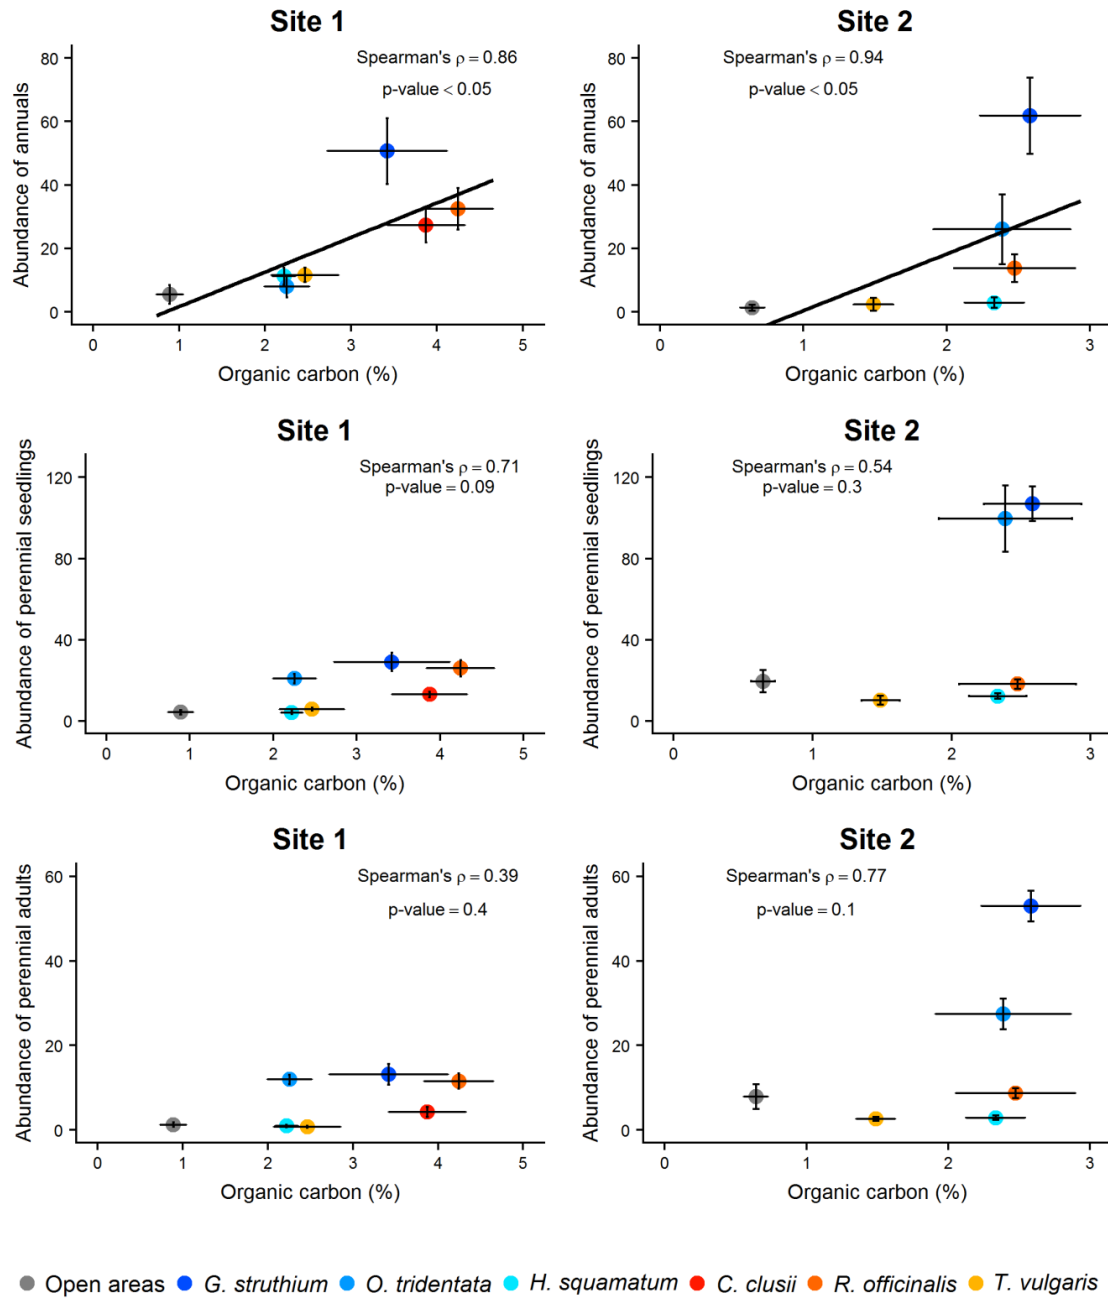 Site 1
Spearman's ρ = 0.86
p-value < 0.05
80
60
40
20
0
Abundance of annuals
0 1 2 3 4 5
Organic carbon (%)
Site 2
Spearman's ρ = 0.94
p-value < 0.05
80
60
40
20
0
Abundance of annuals
0 1 2 3
Organic carbon (%)
Site 1
Spearman's ρ = 0.71
p-value = 0.09
120
80
40
0
Abundance of perennial seedlings
0 1 2 3 4 5
Organic carbon (%)
Site 2
Spearman's ρ = 0.54
p-value = 0.3
120
80
40
0
Abundance of perennial seedlings
0 1 2 3
Organic carbon (%)
Site 1
Spearman's ρ = 0.39
p-value = 0.4
60
40
20
0
Abundance of perennial adults
0 1 2 3 4 5
Organic carbon (%)
Site 2
Spearman's ρ = 0.77
p-value = 0.1
60
40
20
0
Abundance of perennial adults
0 1 2 3
Organic carbon (%)
Open areas G. struthium O. tridentata H. squamatum C. clusii R. officinalis T. vulgaris